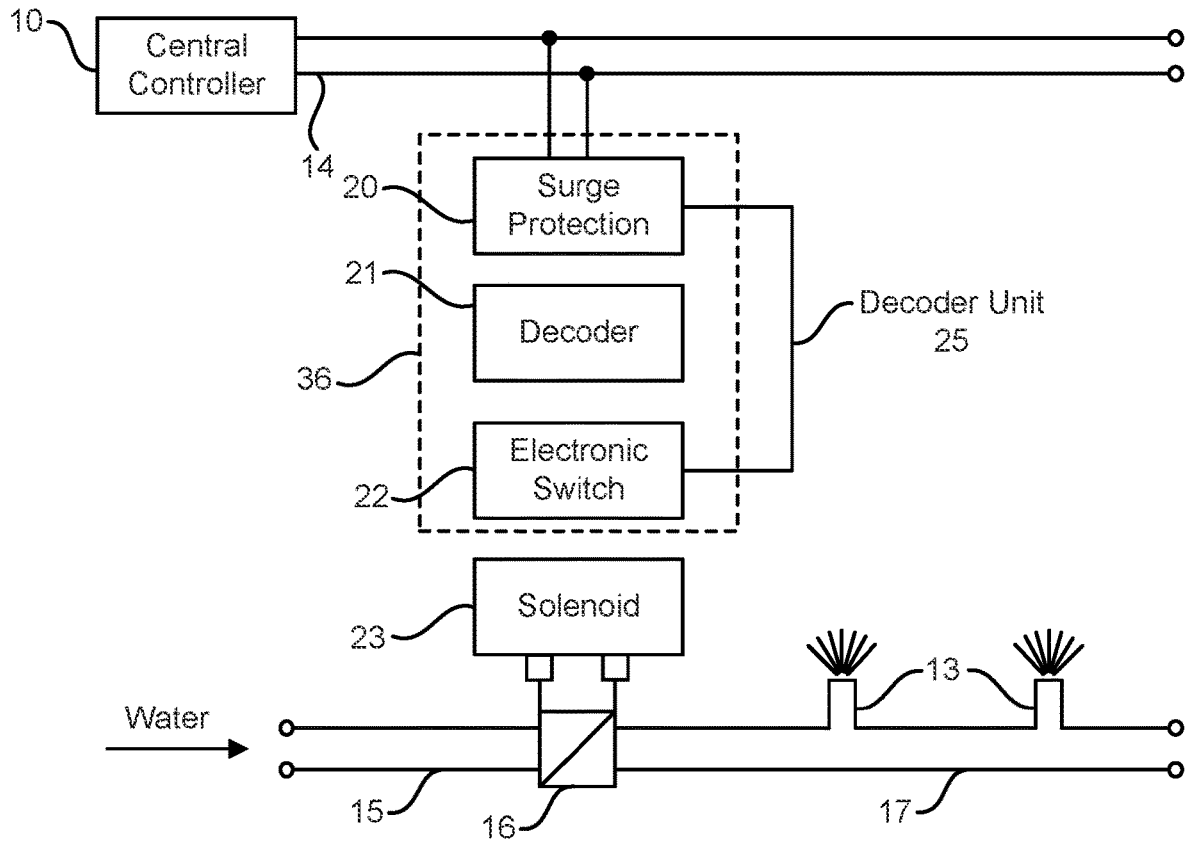 10
Central
Controller
14
20
Surge
Protection
21
Decoder
Decoder Unit
25
36
Electronic
Switch
22
Solenoid
23
13
Water
15
16
17